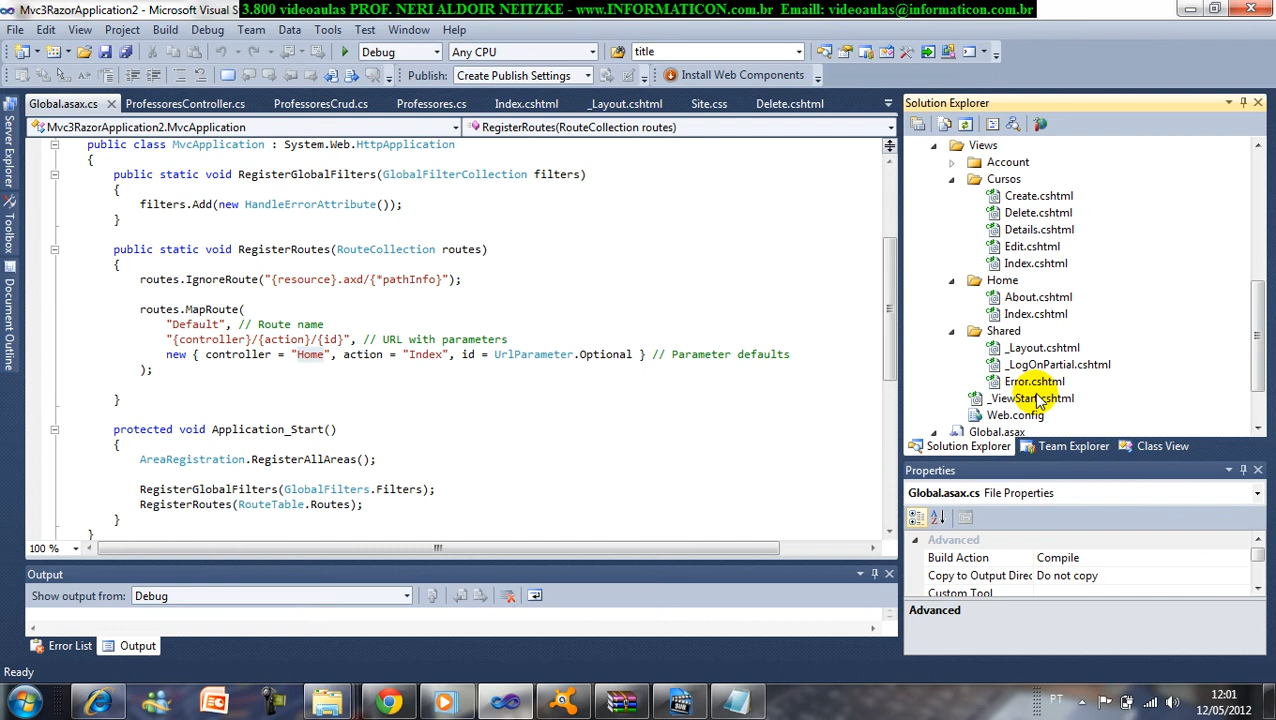 Mvc3RazorApplication2 - Microsoft Visual S
3.800 videoaulas PROF. NERI ALDOIR NEITZKE - www.INFORMATICON.com.br Emaill: videoaulas@informaticon.com.br
File Edit View Project Build Debug Team Data Tools Test Window Help
Debug Any CPU title
Publish: Create Publish Settings Install Web Components
Global.asax.cs ProfessoresController.cs ProfessoresCrud.cs Professores.cs Index.cshtml _Layout.cshtml Site.css Delete.cshtml
Mvc3RazorApplication2.MvcApplication RegisterRoutes(RouteCollection routes)
public class MvcApplication : System.Web.HttpApplication
{
public static void RegisterGlobalFilters(GlobalFilterCollection filters)
{
filters.Add(new HandleErrorAttribute());
}
public static void RegisterRoutes(RouteCollection routes)
{
routes.IgnoreRoute("{resource}.axd/{*pathInfo}");
routes.MapRoute(
"Default", // Route name
"{controller}/{action}/{id}", // URL with parameters
new { controller = "Home", action = "Index", id = UrlParameter.Optional } // Parameter defaults
);
}
protected void Application_Start()
{
AreaRegistration.RegisterAllAreas();
RegisterGlobalFilters(GlobalFilters.Filters);
RegisterRoutes(RouteTable.Routes);
}
}
100 %
Server Explorer
Toolbox
Document Outline
Solution Explorer
Views
Account
Cursos
Create.cshtml
Delete.cshtml
Details.cshtml
Edit.cshtml
Index.cshtml
Home
About.cshtml
Index.cshtml
Shared
_Layout.cshtml
_LogOnPartial.cshtml
Error.cshtml
_ViewStart.cshtml
Web.config
Global.asax
Solution Explorer Team Explorer Class View
Properties
Global.asax.cs File Properties
Advanced
Build Action Compile
Copy to Output Direc Do not copy
Custom Tool
Advanced
Output
Show output from: Debug
Error List Output
Ready
PT
12:01
12/05/2012